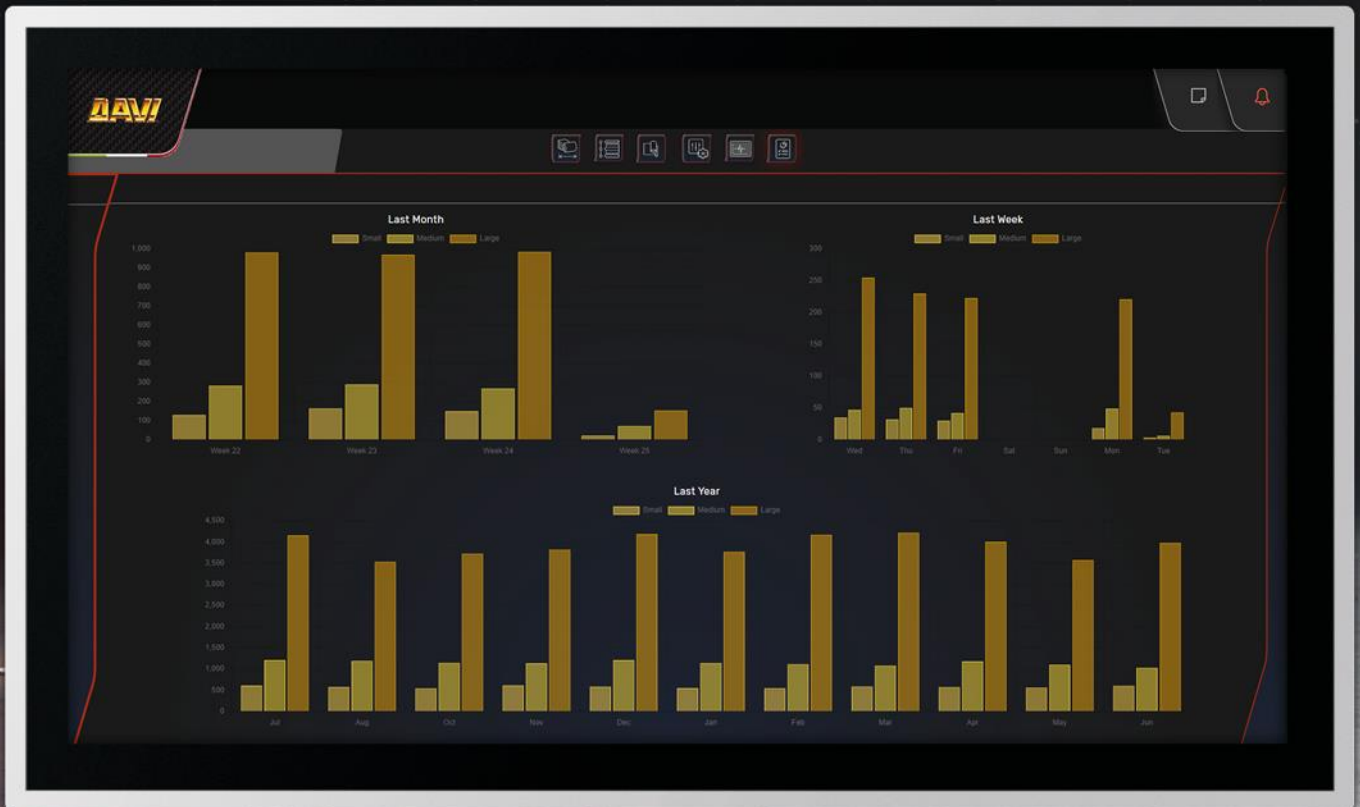 DAVI
Last Month
Small Medium Large
1,000
900
800
700
600
500
400
300
200
100
0
Week 22 Week 23 Week 24 Week 25
Last Week
Small Medium Large
300
250
200
150
100
50
0
Wed Thu Fri Sat Sun Mon Tue
Last Year
Small Medium Large
4,500
4,000
3,500
3,000
2,500
2,000
1,500
1,000
500
0
Jul Aug Oct Nov Dec Jan Feb Mar Apr May Jun